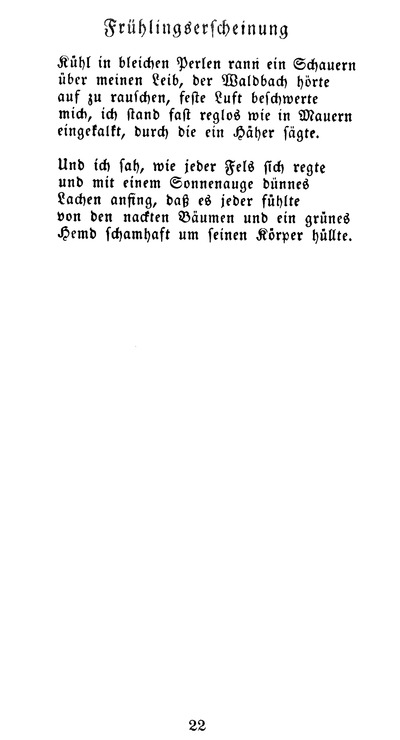 Frühlingserscheinung
Kühl in bleichen Perlen rann ein Schauern
über meinen Leib, der Waldbach hörte
auf zu rauschen, feste Luft beschwerte
mich, ich stand fast reglos wie in Mauern
eingekalkt, durch die ein Häher sägte.
Und ich sah, wie jeder Fels sich regte
und mit einem Sonnenauge dünnes
Lachen anfing, daß es jeder fühlte
von den nackten Bäumen und ein grünes
Hemd schamhaft um seinen Körper hüllte.
22